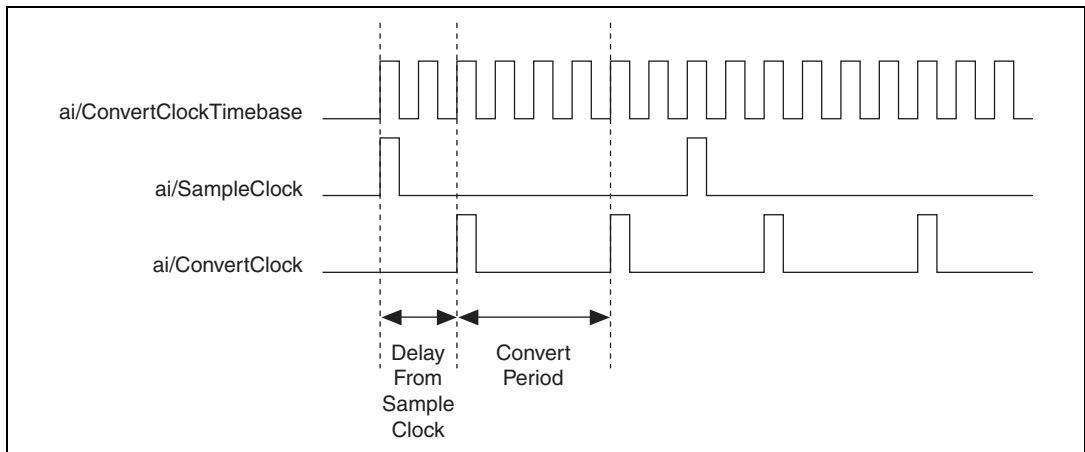 ai/ConvertClockTimebase
ai/SampleClock
ai/ConvertClock
Delay
From
Sample
Clock
Convert
Period